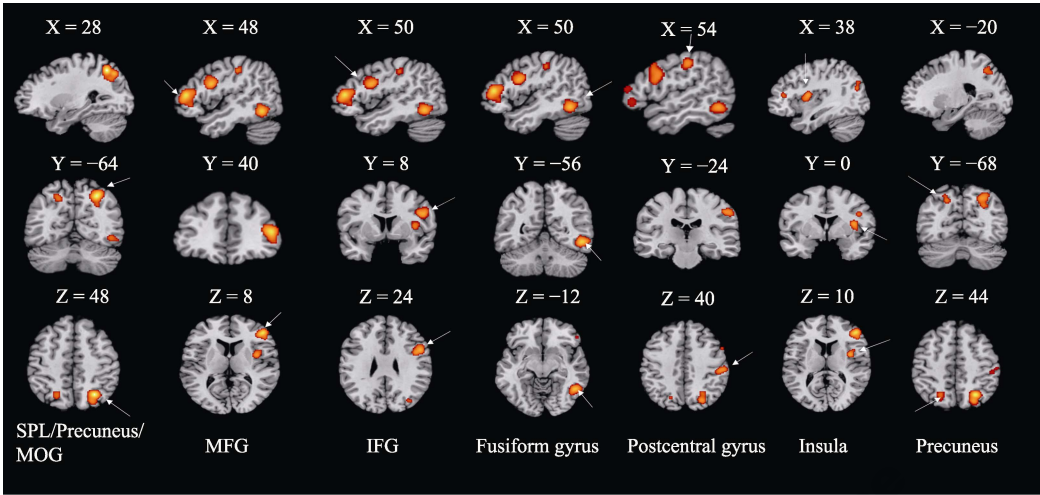 X = 28 X = 48 X = 50 X = 50 X = 54 X = 38 X = −20
Y = −64 Y = 40 Y = 8 Y = −56 Y = −24 Y = 0 Y = −68
Z = 48 Z = 8 Z = 24 Z = −12 Z = 40 Z = 10 Z = 44
SPL/Precuneus/
MOG
MFG
IFG
Fusiform gyrus
Postcentral gyrus
Insula
Precuneus